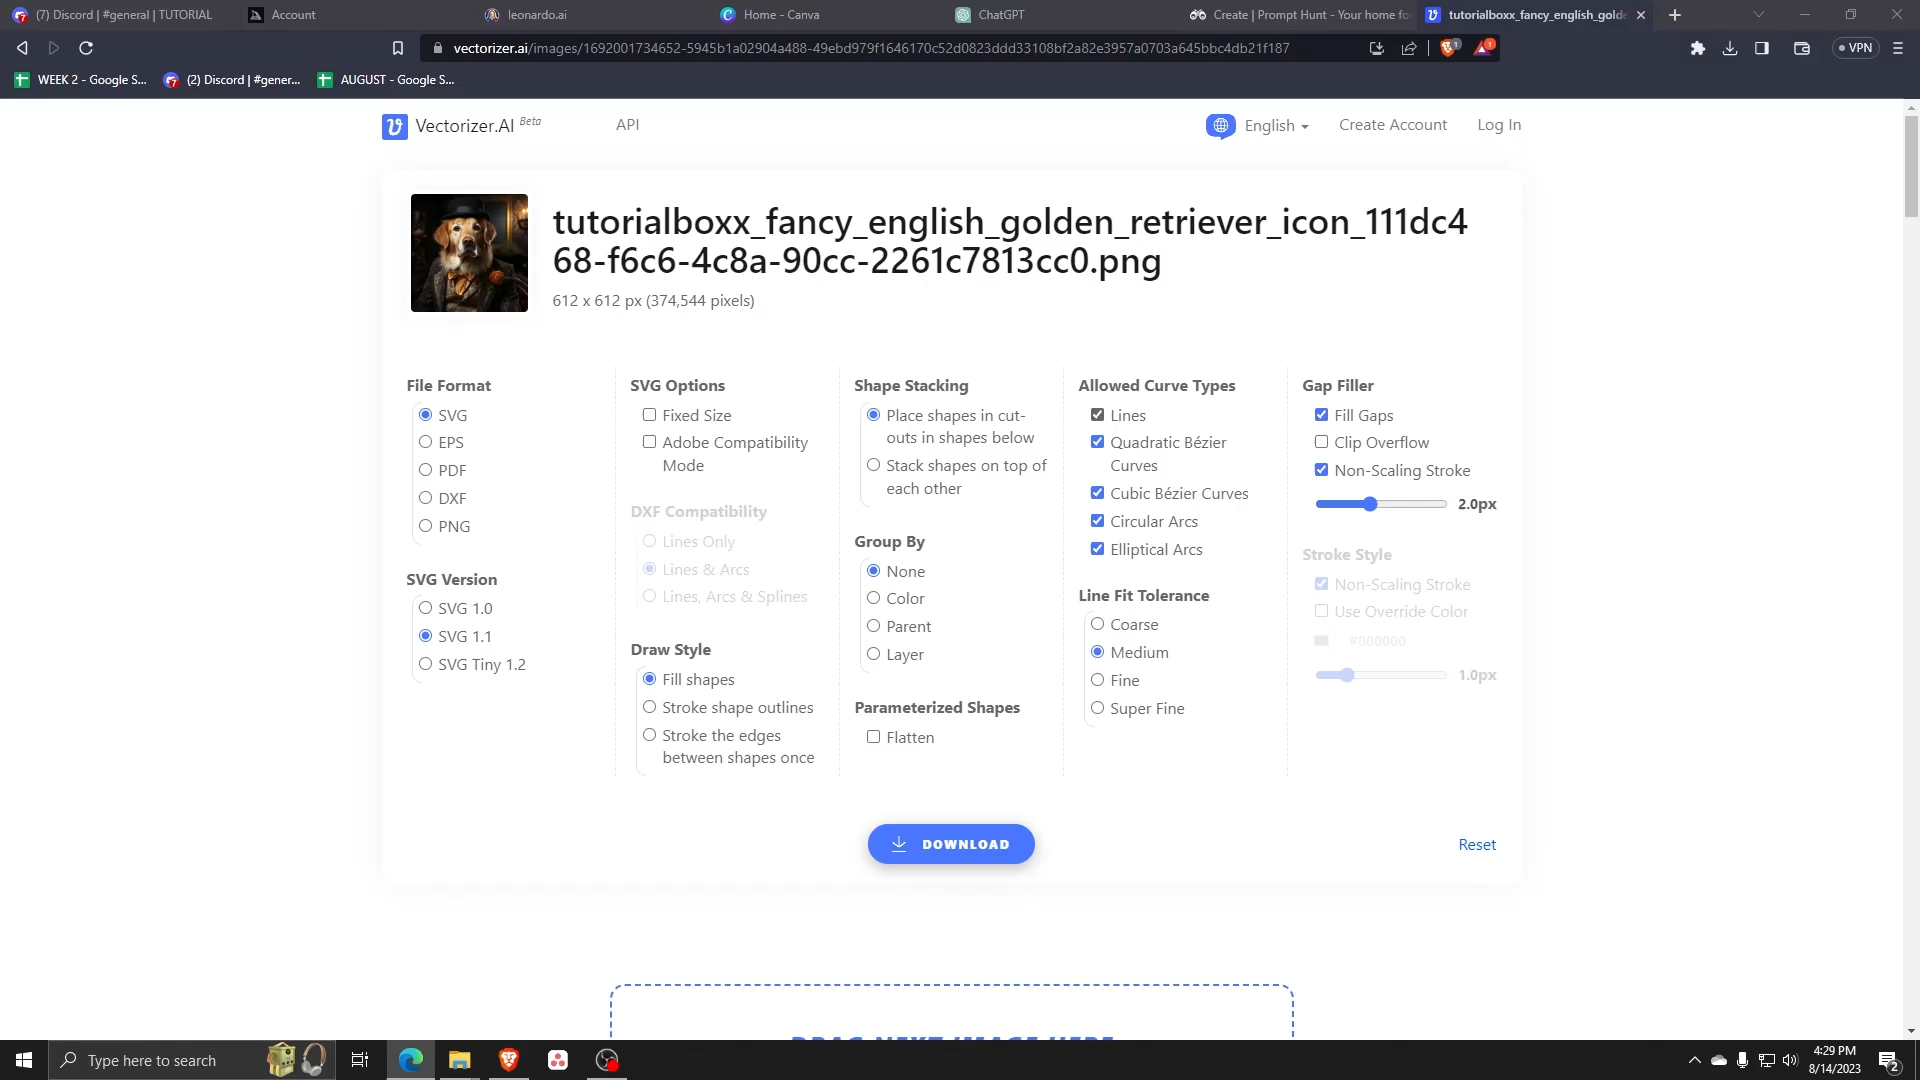 (7) Discord | #general | TUTORIAL
Account
leonardo.ai
Home - Canva
ChatGPT
Create | Prompt Hunt - Your home fo
tutorialboxx_fancy_english_golde
vectorizer.ai/images/1692001734652-5945b1a02904a488-49ebd979f1646170c52d0823ddd33108bf2a82e3957a0703a645bbc4db21f187
1
1
VPN
WEEK 2 - Google S...
(2) Discord | #gener...
AUGUST - Google S...
Vectorizer.AI Beta
API
English
Create Account
Log In
tutorialboxx_fancy_english_golden_retriever_icon_111dc4
68-f6c6-4c8a-90cc-2261c7813cc0.png
612 x 612 px (374,544 pixels)
File Format
SVG
EPS
PDF
DXF
PNG
SVG Version
SVG 1.0
SVG 1.1
SVG Tiny 1.2
SVG Options
Fixed Size
Adobe Compatibility
Mode
DXF Compatibility
Lines Only
Lines & Arcs
Lines, Arcs & Splines
Draw Style
Fill shapes
Stroke shape outlines
Stroke the edges
between shapes once
Shape Stacking
Place shapes in cut-
outs in shapes below
Stack shapes on top of
each other
Group By
None
Color
Parent
Layer
Parameterized Shapes
Flatten
Allowed Curve Types
Lines
Quadratic Bézier
Curves
Cubic Bézier Curves
Circular Arcs
Elliptical Arcs
Line Fit Tolerance
Coarse
Medium
Fine
Super Fine
Gap Filler
Fill Gaps
Clip Overflow
Non-Scaling Stroke
2.0px
Stroke Style
Non-Scaling Stroke
Use Override Color
#000000
1.0px
DOWNLOAD
Reset
DRAG NEXT IMAGE HERE
Type here to search
4:29 PM
8/14/2023
2